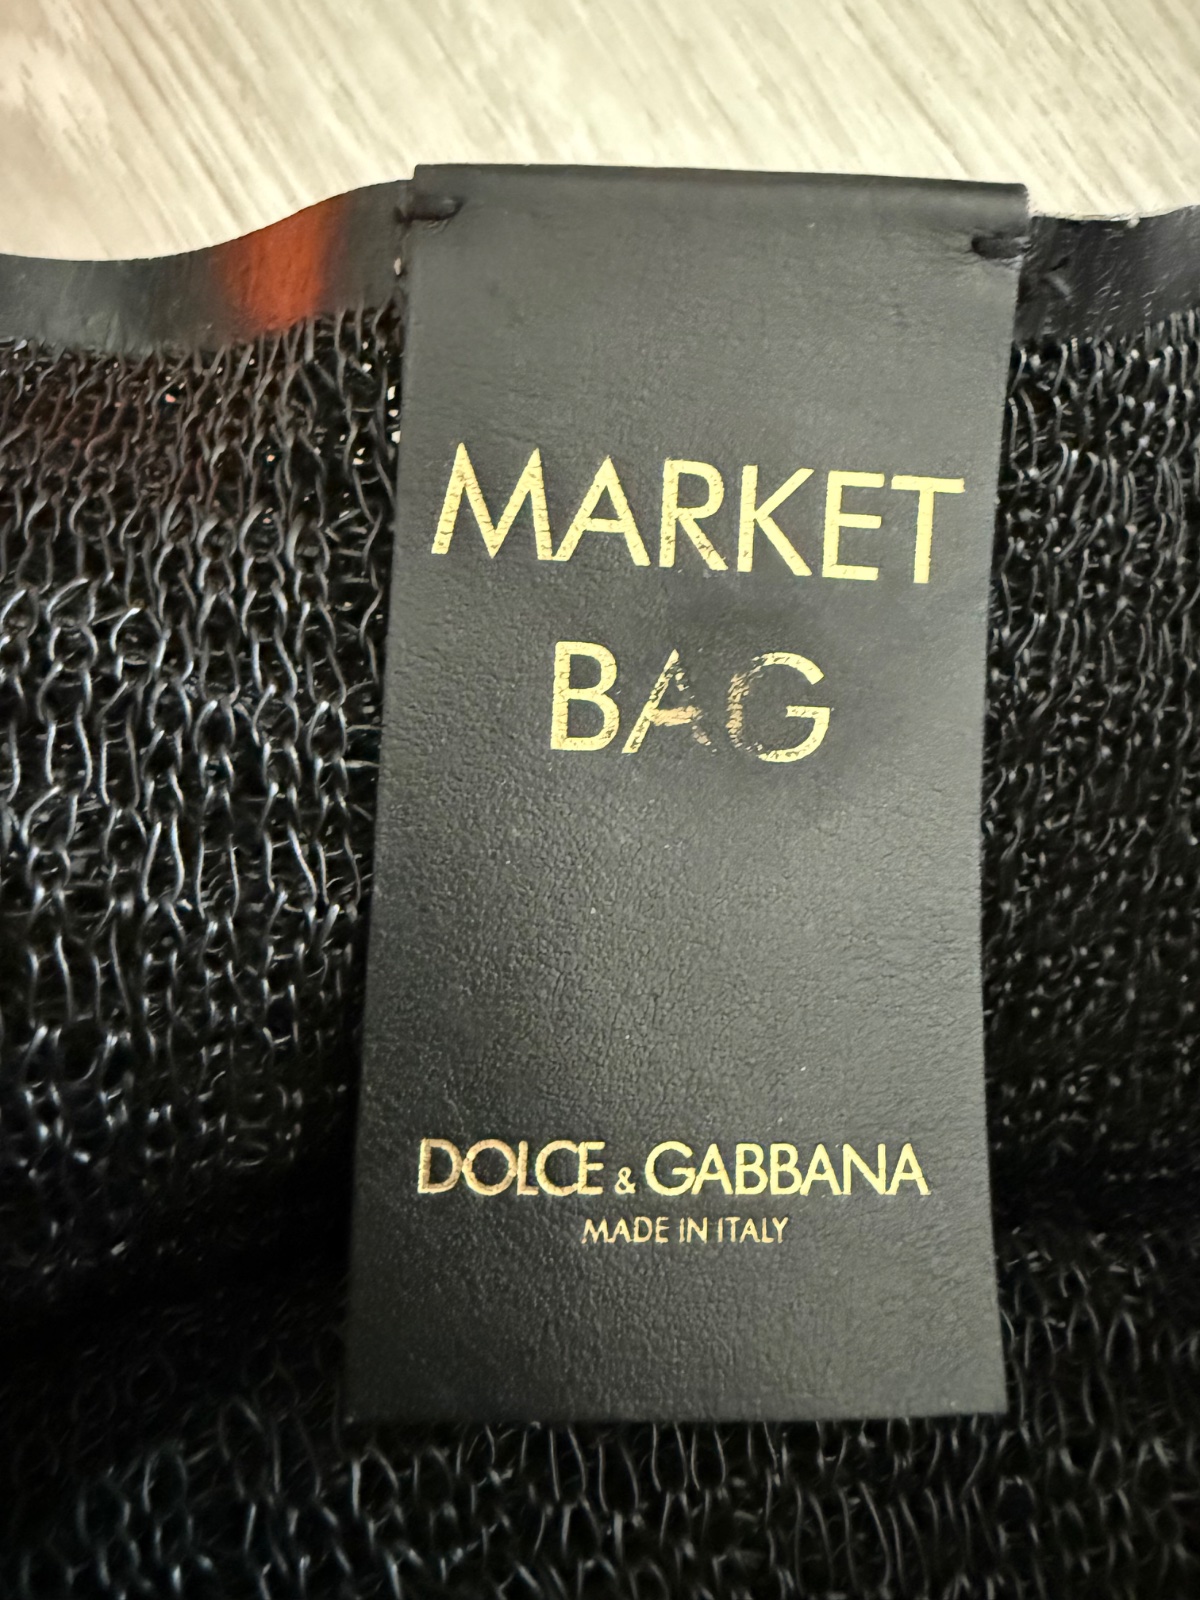 MARKET
BAG
DOLCE & GABBANA
MADE IN ITALY